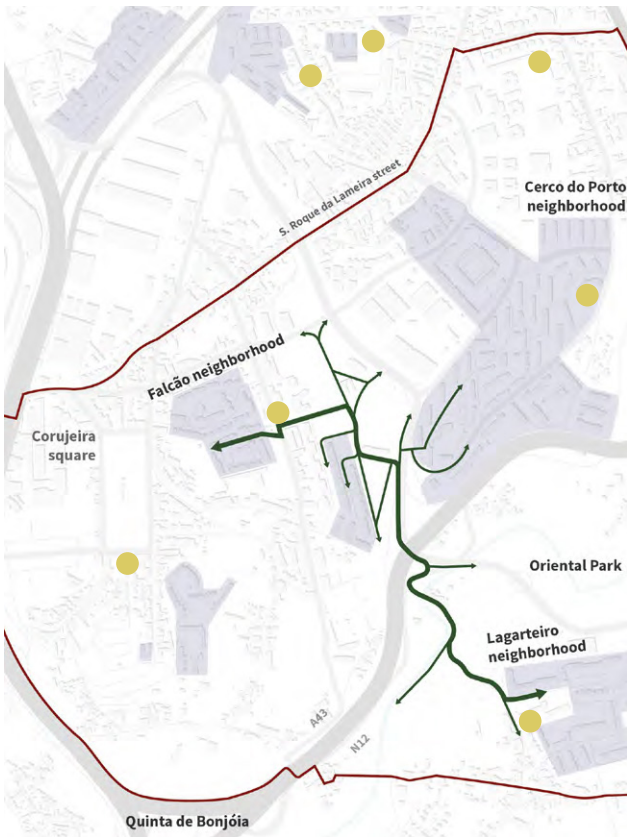 S. Roque da Lameira street
Cerco do Porto
neighborhood
Falcão neighborhood
Corujeira
square
Oriental Park
Lagarteiro
neighborhood
A43
N12
Quinta de Bonjóia